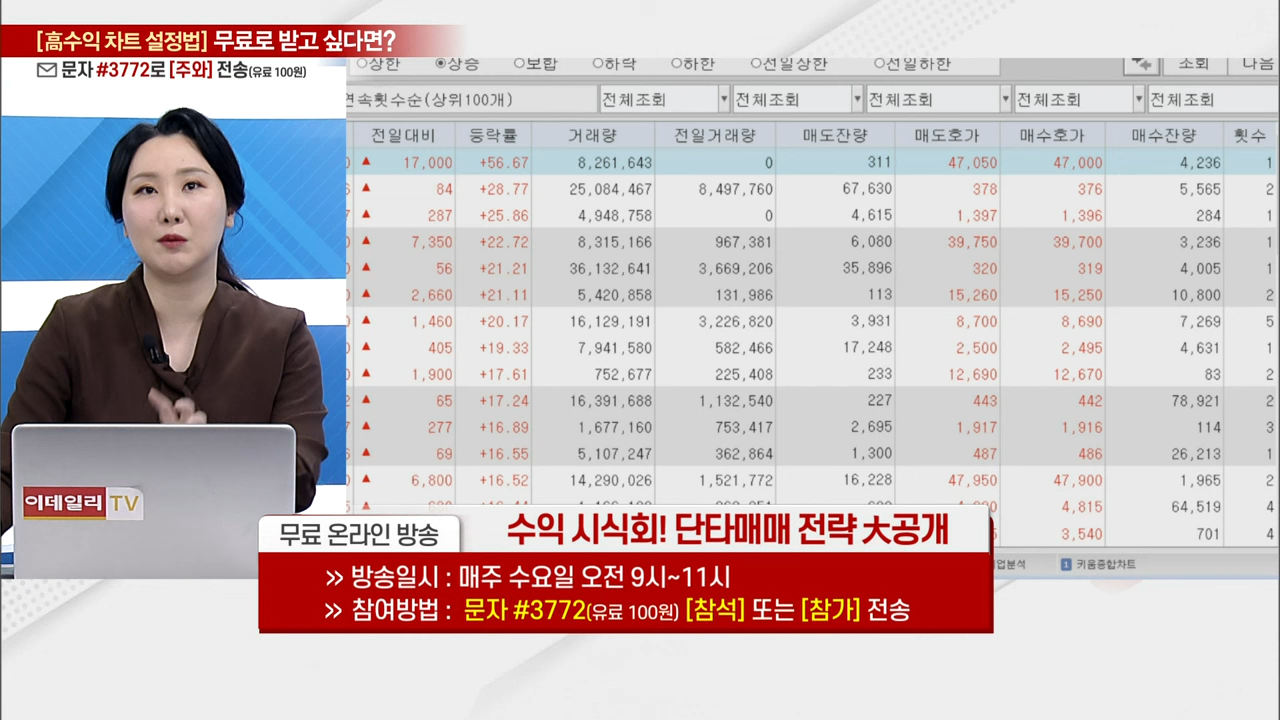 [高수익 차트 설정법] 무료로 받고 싶다면?
문자 #3772로 [주와] 전송(유료 100원)
상한 상승 보합 하락 하한 전일상한 전일하한 조회 다음
연속횟수순(상위100개) 전체조회 전체조회 전체조회 전체조회 전체조회
전일대비 등락률 거래량 전일거래량 매도잔량 매도호가 매수호가 매수잔량 횟수
▲ 17,000 +56.67 8,261,643 0 311 47,050 47,000 4,236 1
▲ 84 +28.77 25,084,467 8,497,760 67,630 378 376 5,565 2
▲ 287 +25.86 4,948,758 0 4,615 1,397 1,396 284 1
▲ 7,350 +22.72 8,315,166 967,381 6,080 39,750 39,700 3,236 1
▲ 56 +21.21 36,132,641 3,669,206 35,896 320 319 4,005 1
▲ 2,660 +21.11 5,420,858 131,986 113 15,260 15,250 10,800 2
▲ 1,460 +20.17 16,129,191 3,226,820 3,931 8,700 8,690 7,269 5
▲ 405 +19.33 7,941,580 582,466 17,248 2,500 2,495 4,631 1
▲ 1,900 +17.61 752,677 225,408 233 12,690 12,670 83 2
▲ 65 +17.24 16,391,688 1,132,540 227 443 442 78,921 2
▲ 277 +16.89 1,677,160 753,417 2,695 1,917 1,916 114 3
▲ 69 +16.55 5,107,247 362,864 1,300 487 486 26,213 1
▲ 6,800 +16.52 14,290,026 1,521,772 16,228 47,950 47,900 1,965 2
4,815 64,519 4
3,540 701 4
업분석 1 키움종합차트
이데일리 TV
무료 온라인 방송
수익 시식회! 단타매매 전략 大공개
>> 방송일시 : 매주 수요일 오전 9시~11시
>> 참여방법 : 문자 #3772(유료 100원) [참석] 또는 [참가] 전송